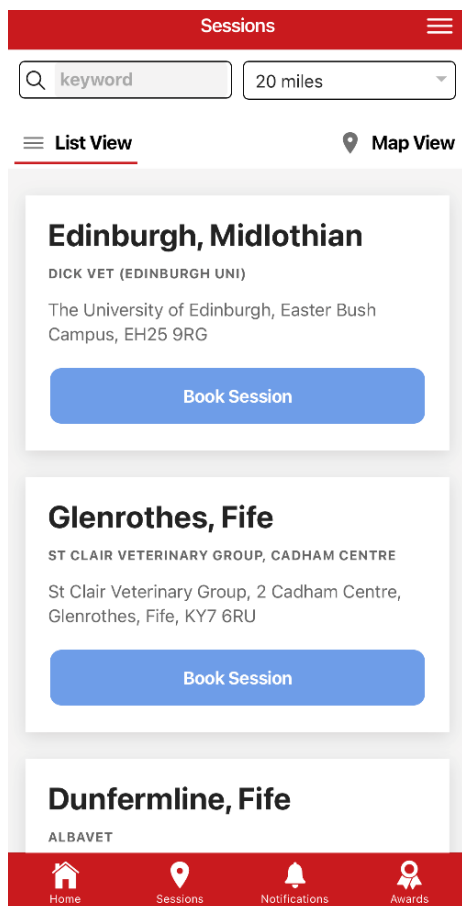 Sessions
keyword
20 miles
List View
Map View
Edinburgh, Midlothian
DICK VET (EDINBURGH UNI)
The University of Edinburgh, Easter Bush
Campus, EH25 9RG
Book Session
Glenrothes, Fife
ST CLAIR VETERINARY GROUP, CADHAM CENTRE
St Clair Veterinary Group, 2 Cadham Centre,
Glenrothes, Fife, KY7 6RU
Book Session
Dunfermline, Fife
ALBAVET
Home
Sessions
Notifications
Awards